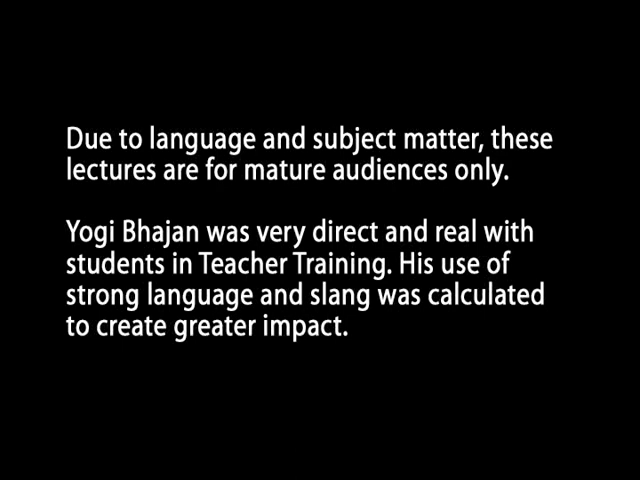 Due to language and subject matter, these
lectures are for mature audiences only.
Yogi Bhajan was very direct and real with
students in Teacher Training. His use of
strong language and slang was calculated
to create greater impact.